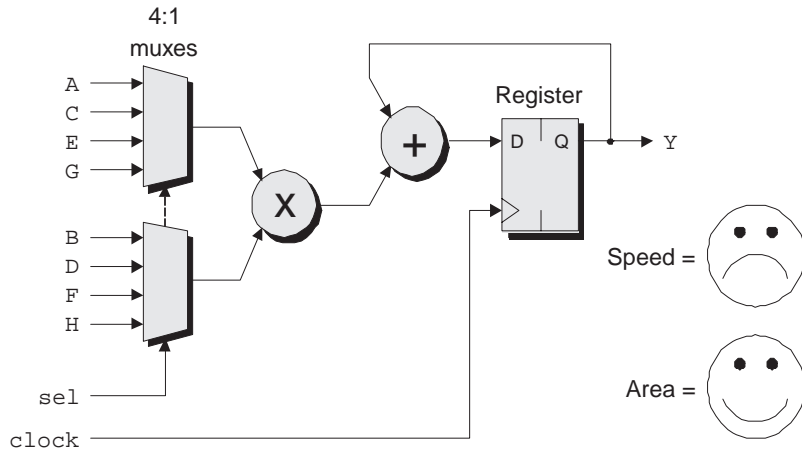 4:1
muxes
A
C
E
G
B
D
F
H
sel
clock
x
+
Register
D Q
Y
Speed =
Area =